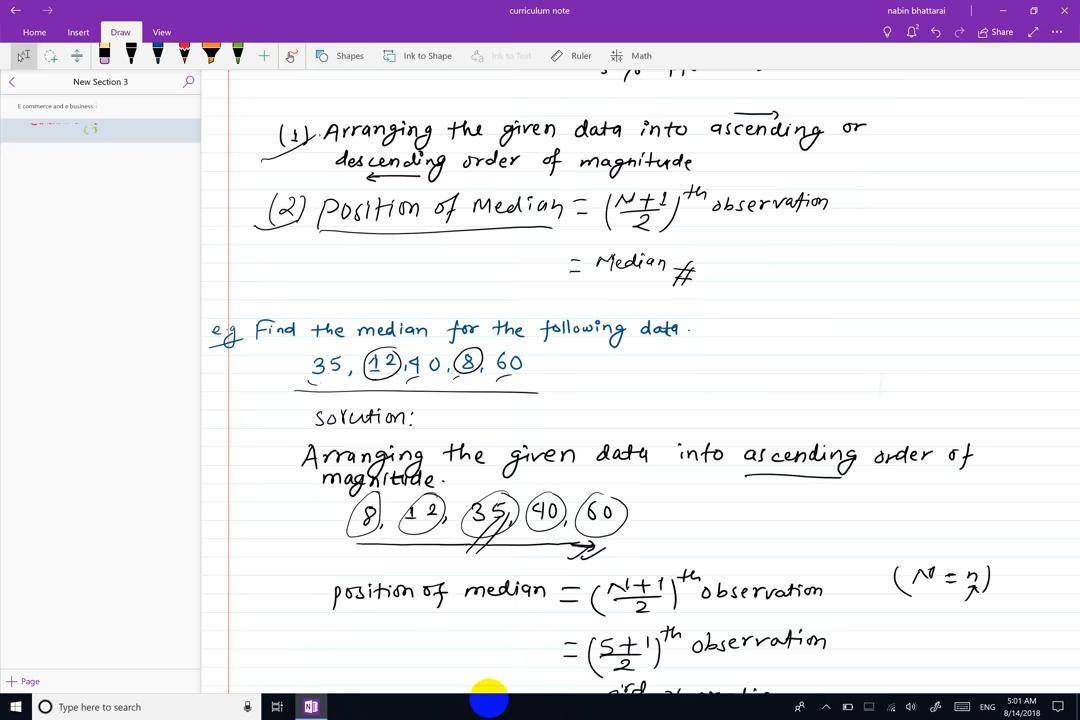 curriculum note
nabin bhattarai
Home Insert Draw View
Share
Shapes Ink to Shape Ink to Text Ruler Math
New Section 3
E commerce and e business
(1) Arranging the given data into ascending or
descending order of magnitude
(2) position of Median = (N+1/2)th observation
= Median #
e.g Find the median for the following data.
35, 12, 40, 8, 60
solution:
Arranging the given data into ascending order of
magnitude.
8, 12, 35, 40, 60
position of median = (N+1/2)th observation
(N = n)
= (5+1/2)th observation
+ Page
Type here to search
ENG
5:01 AM
8/14/2018